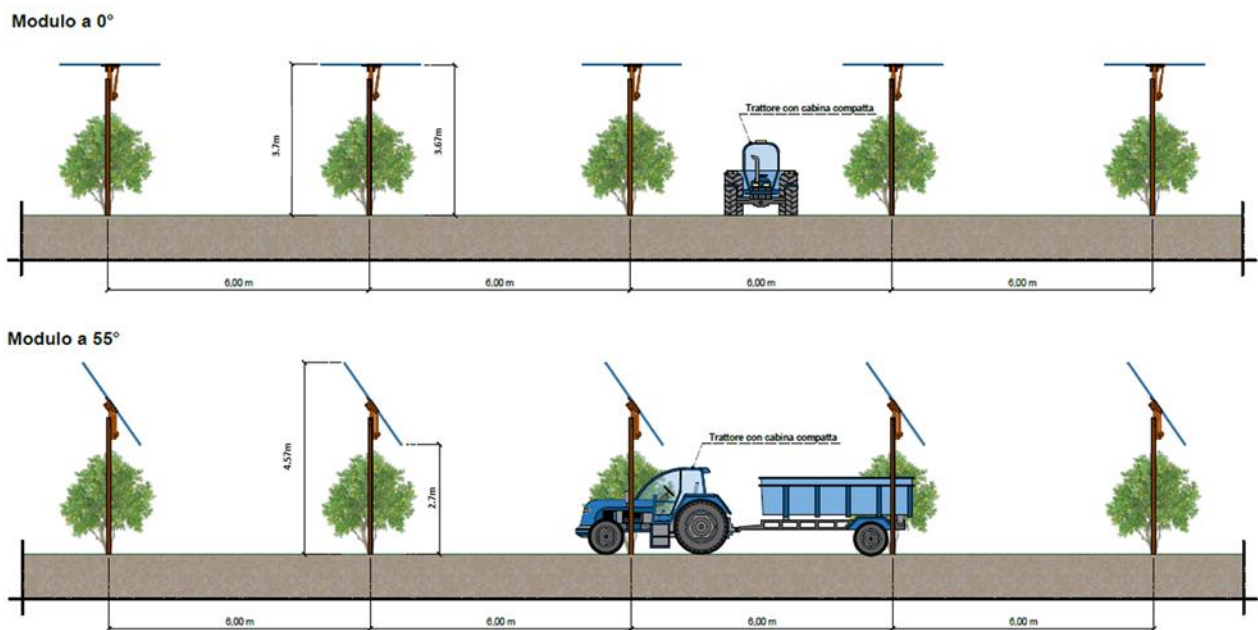 Modulo a 0°
Trattore con cabina compatta
3.7m
3.67m
6,00 m
6,00 m
6,00 m
6,00 m
Modulo a 55°
Trattore con cabina compatta
4.57m
2.7m
6,00 m
6,00 m
6,00 m
6,00 m